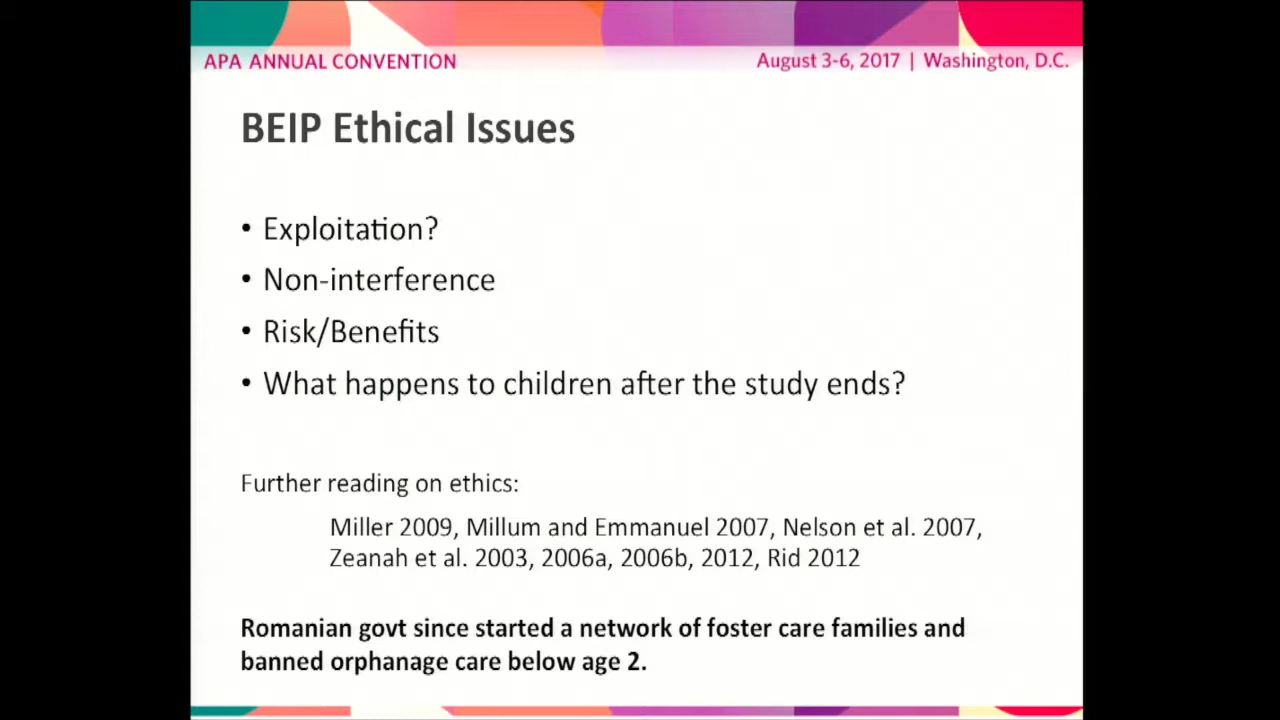 APA ANNUAL CONVENTION
August 3-6, 2017 | Washington, D.C.
BEIP Ethical Issues
• Exploitation?
• Non-interference
• Risk/Benefits
• What happens to children after the study ends?
Further reading on ethics:
Miller 2009, Millum and Emmanuel 2007, Nelson et al. 2007,
Zeanah et al. 2003, 2006a, 2006b, 2012, Rid 2012
Romanian govt since started a network of foster care families and
banned orphanage care below age 2.